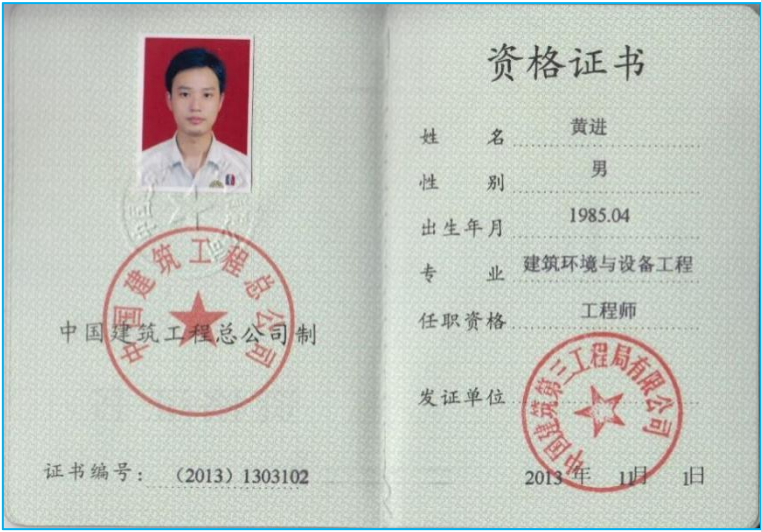 中国建筑工程总公司
中国建筑工程总公司制
证书编号：（2013）1303102
资格证书
姓名 黄进
性别 男
出生年月 1985.04
专业 建筑环境与设备工程
任职资格 工程师
发证单位
中国建筑第三工程局有限公司
2013 年 11月 1日